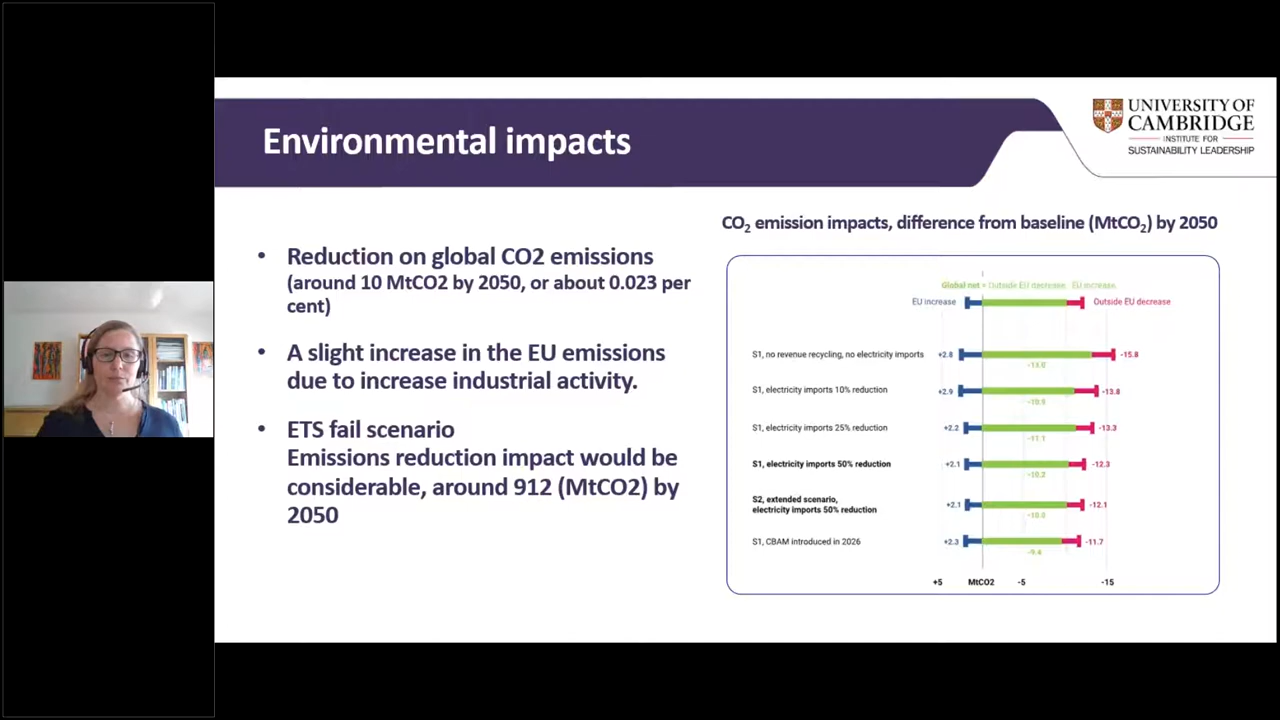 Environmental impacts
UNIVERSITY OF
CAMBRIDGE
INSTITUTE FOR
SUSTAINABILITY LEADERSHIP
• Reduction on global CO2 emissions
(around 10 MtCO2 by 2050, or about 0.023 per
cent)
• A slight increase in the EU emissions
due to increase industrial activity.
• ETS fail scenario
Emissions reduction impact would be
considerable, around 912 (MtCO2) by
2050
CO₂ emission impacts, difference from baseline (MtCO₂) by 2050
Global net = Outside EU decrease EU increase
EU increase Outside EU decrease
S1, no revenue recycling, no electricity imports +2.8 -15.8
-13.0
S1, electricity imports 10% reduction +2.9 -13.8
-10.9
S1, electricity imports 25% reduction +2.2 -13.3
-11.1
S1, electricity imports 50% reduction +2.1 -12.3
-10.2
S2, extended scenario,
electricity imports 50% reduction +2.1 -12.1
S1, CBAM introduced in 2026 +2.3 -11.7
-9.4
+5 MtCO2 -5 -15